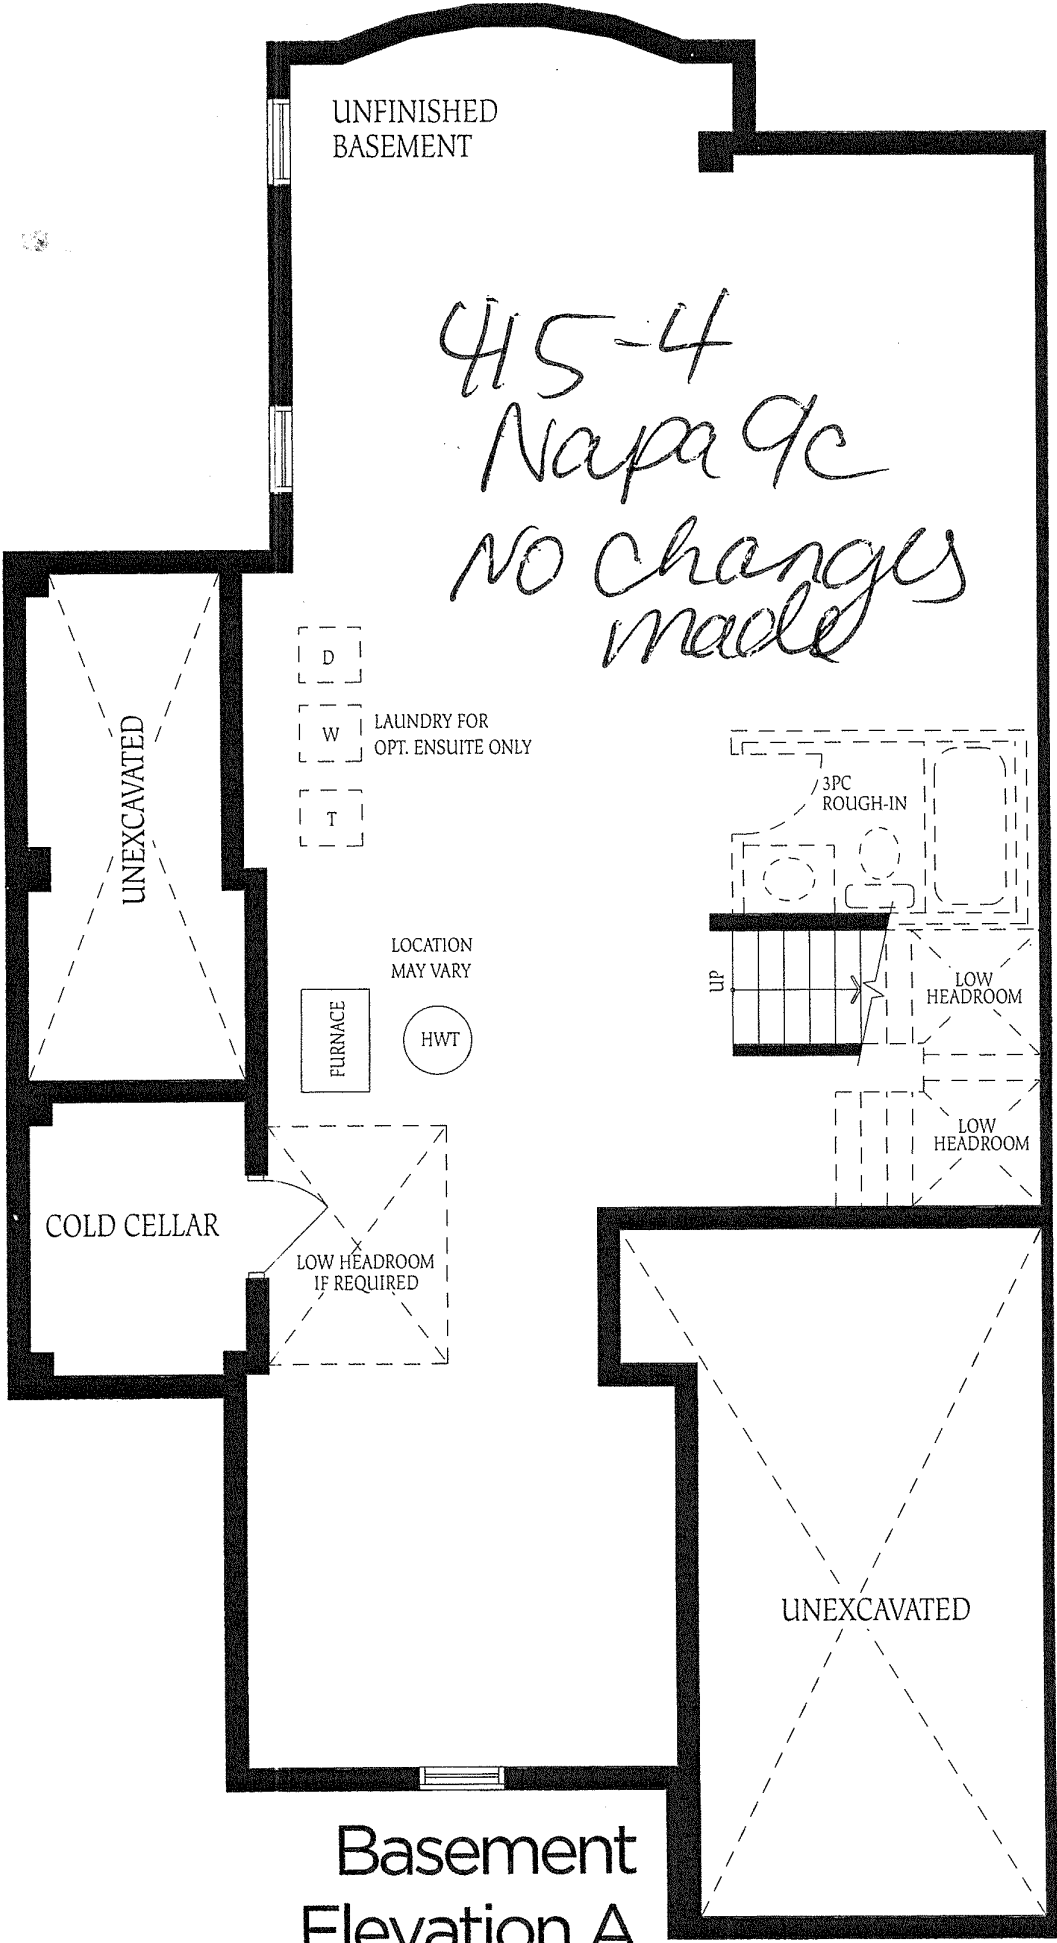 UNFINISHED
BASEMENT
415-4
Napa 9c
No changes
made
D
W
LAUNDRY FOR
OPT. ENSUITE ONLY
T
UNEXCAVATED
3PC
ROUGH-IN
LOCATION
MAY VARY
FURNACE
HWT
UP
LOW
HEADROOM
LOW
HEADROOM
COLD CELLAR
LOW HEADROOM
IF REQUIRED
UNEXCAVATED
Basement
Elevation A